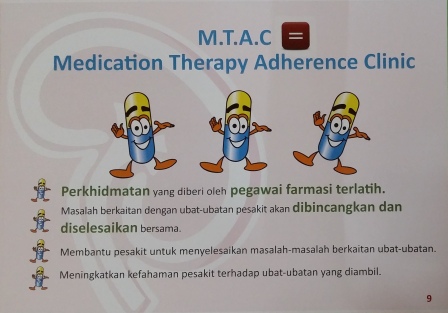 M.T.A.C =
Medication Therapy Adherence Clinic
Perkhidmatan yang diberi oleh pegawai farmasi terlatih.
Masalah berkaitan dengan ubat-ubatan pesakit akan dibincangkan dan
diselesaikan bersama.
Membantu pesakit untuk menyelesaikan masalah-masalah berkaitan ubat-ubatan.
Meningkatkan kefahaman pesakit terhadap ubat-ubatan yang diambil.
9